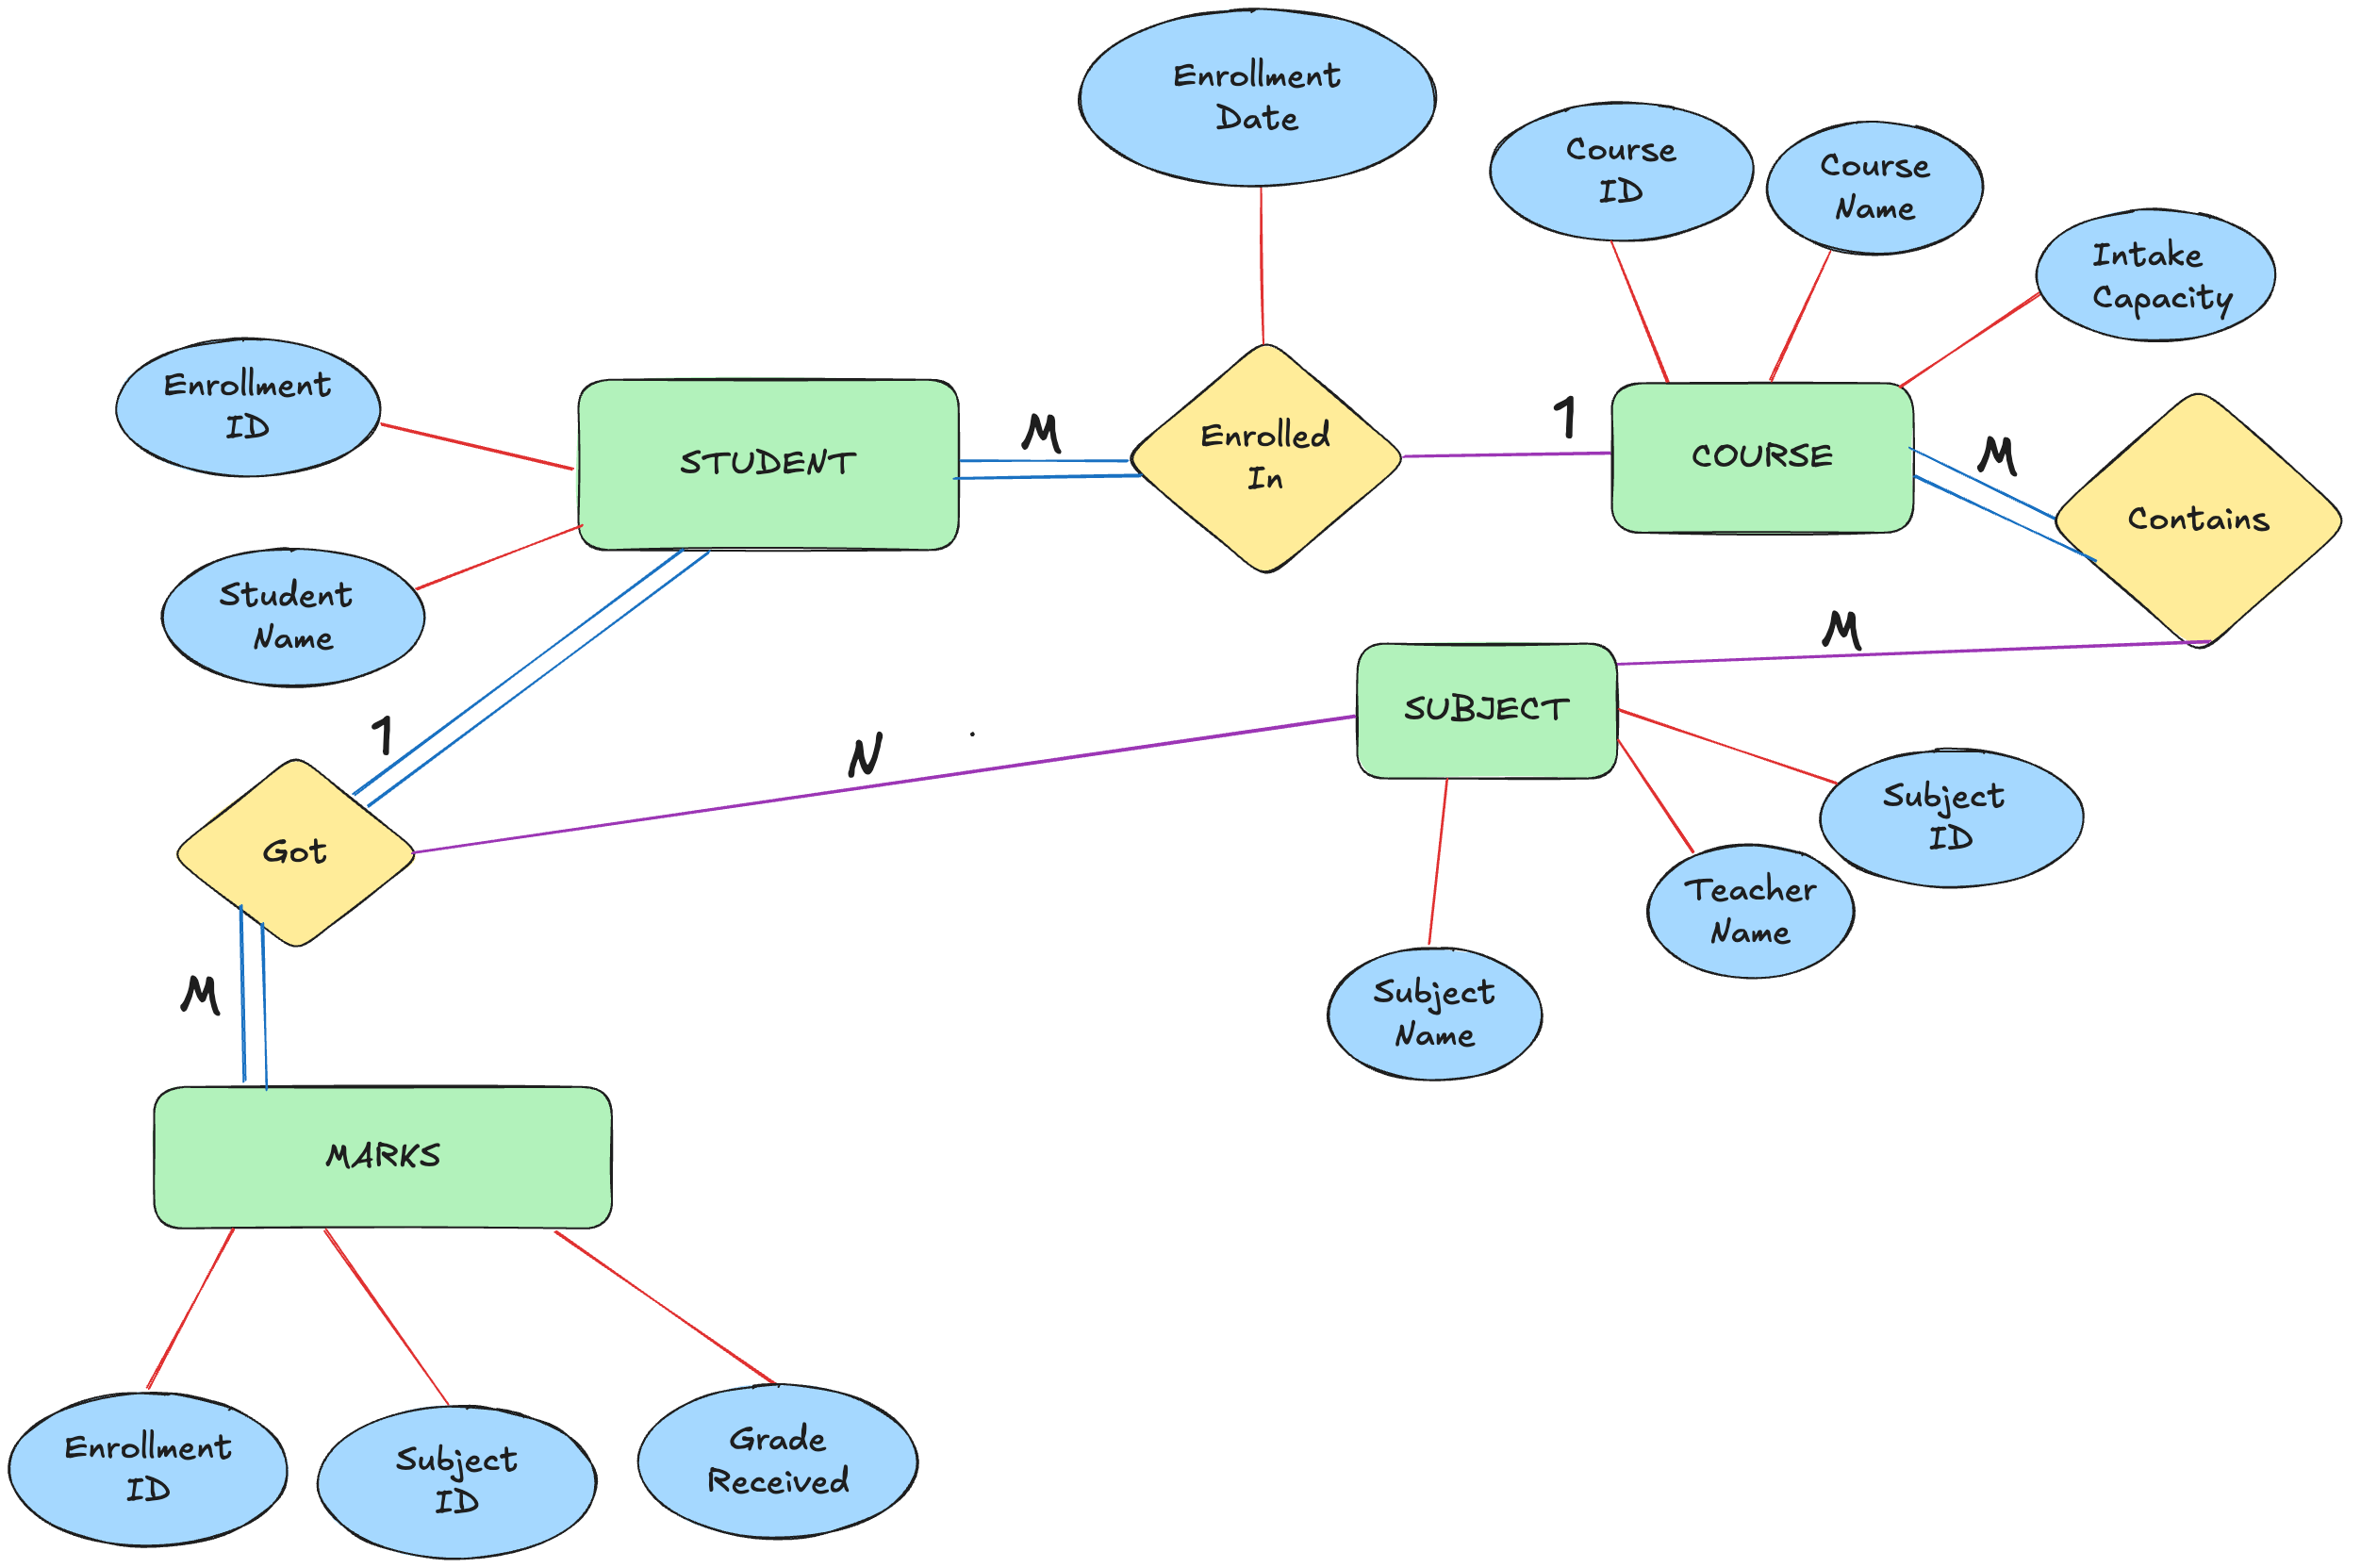 Enrollment
Date
Course
ID
Course
Name
Intake
Capacity
Enrollment
ID
STUDENT
M
Enrolled
In
1
COURSE
M
Contains
Student
Name
M
SUBJECT
1
N
Got
Subject
ID
Teacher
Name
Subject
Name
M
MARKS
Enrollment
ID
Subject
ID
Grade
Received